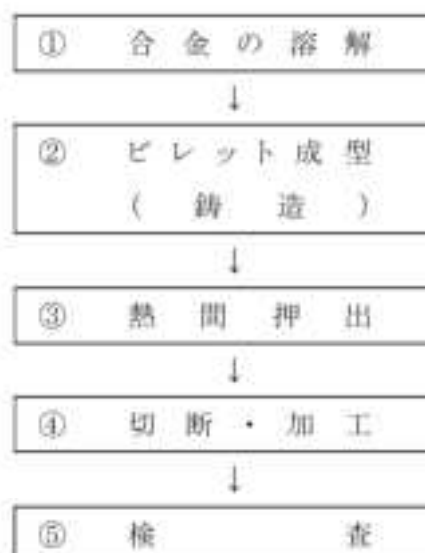 ① 合金の溶解
↓
② ビレット成型
(鋳造)
↓
③ 熱間押出
↓
④ 切断・加工
↓
⑤ 検査